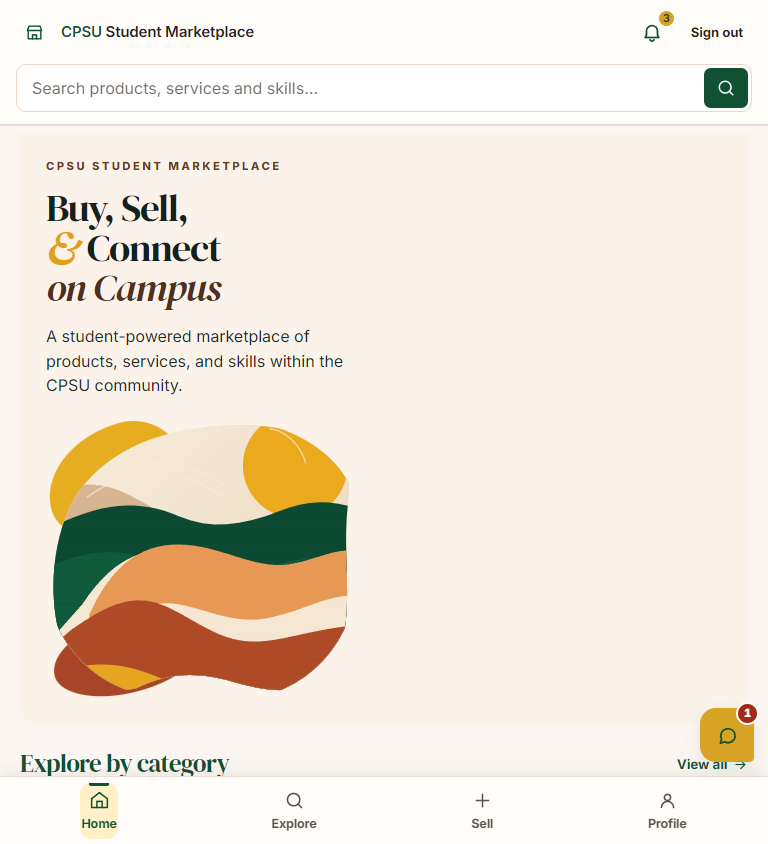 CPSU Student Marketplace
3
Sign out
Search products, services and skills...
CPSU STUDENT MARKETPLACE
Buy, Sell,
& Connect
on Campus
A student-powered marketplace of
products, services, and skills within the
CPSU community.
1
Explore by category
View all →
Home
Explore
Sell
Profile